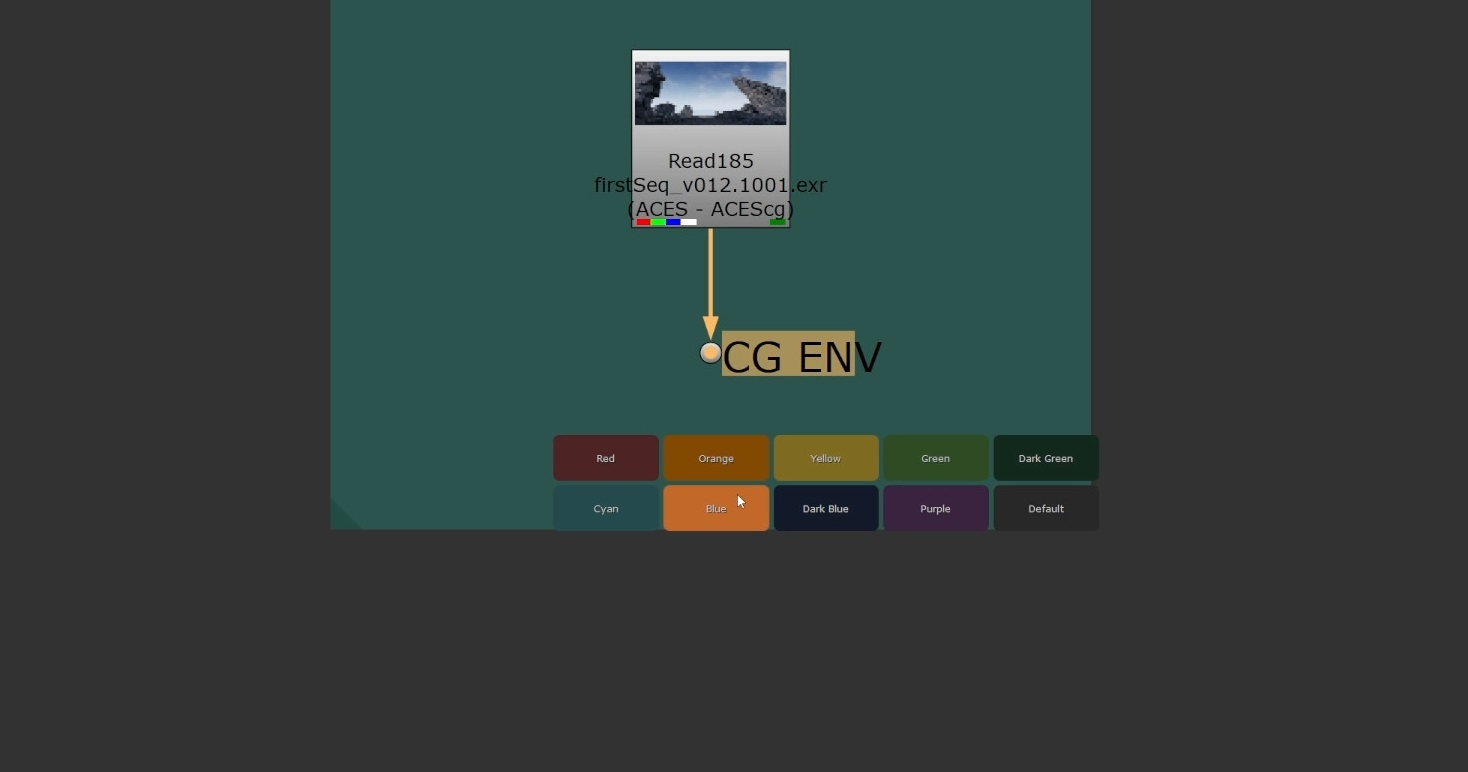 Read185
firstSeq_v012.1001.exr
(ACES - ACEScg)
CG ENV
Red Orange Yellow Green Dark Green
Cyan Blue Dark Blue Purple Default